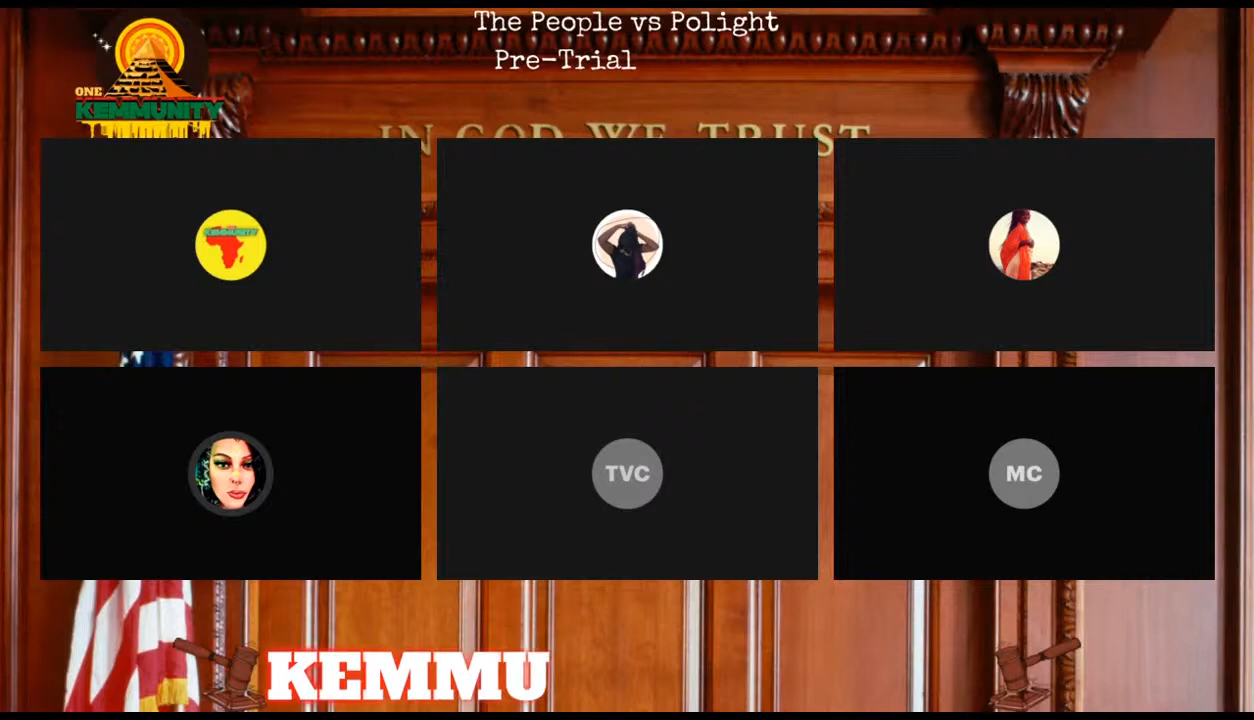 The People vs Polight
Pre-Trial
ONE
KEMMUNITY
IN GOD WE TRUST
KEMMUNITY
TVC
MC
KEMMU